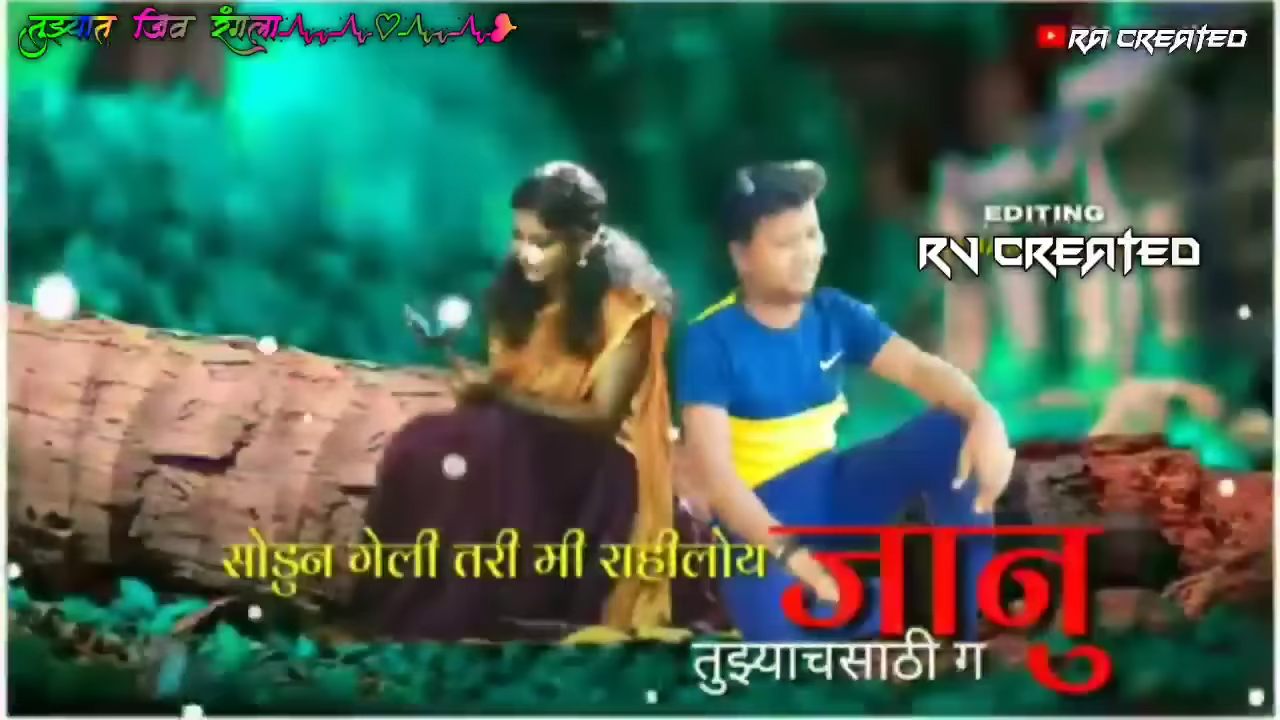 तुझ्यात जिव रंगला
RA CREATED
EDITING
RV CREATED
सोडुन गेली तरी मी राहीलोय जानु
तुझ्याचसाठी ग